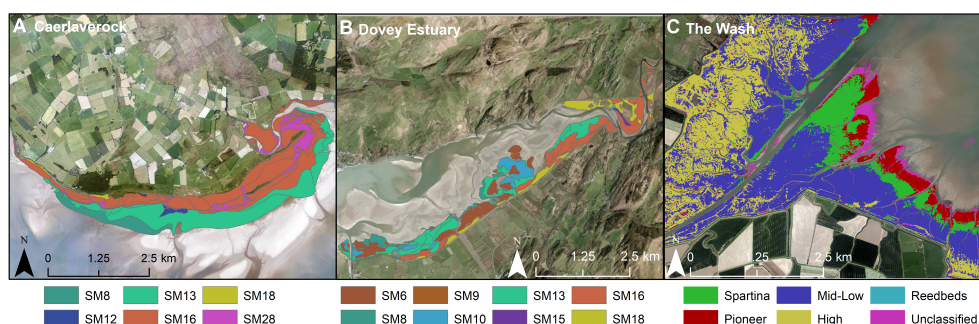 A Caerlaverock
N
0 1.25 2.5 km
SM8 SM13 SM18
SM12 SM16 SM28
B Dovey Estuary
N
0 1.25 2.5 km
SM6 SM9 SM13 SM16
SM8 SM10 SM15 SM18
C The Wash
N
0 1.25 2.5 km
Spartina Mid-Low Reedbeds
Pioneer High Unclassified